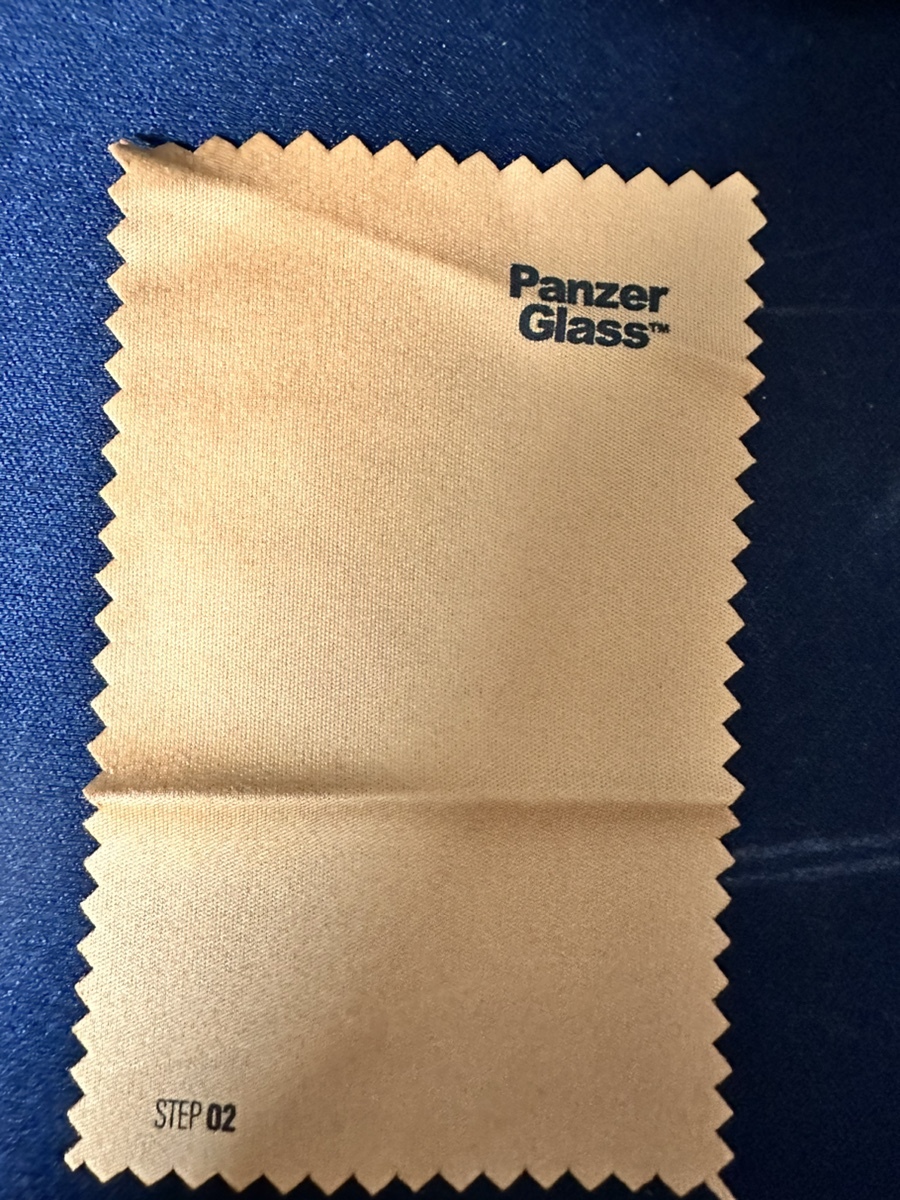 Panzer
Glass™
STEP 02